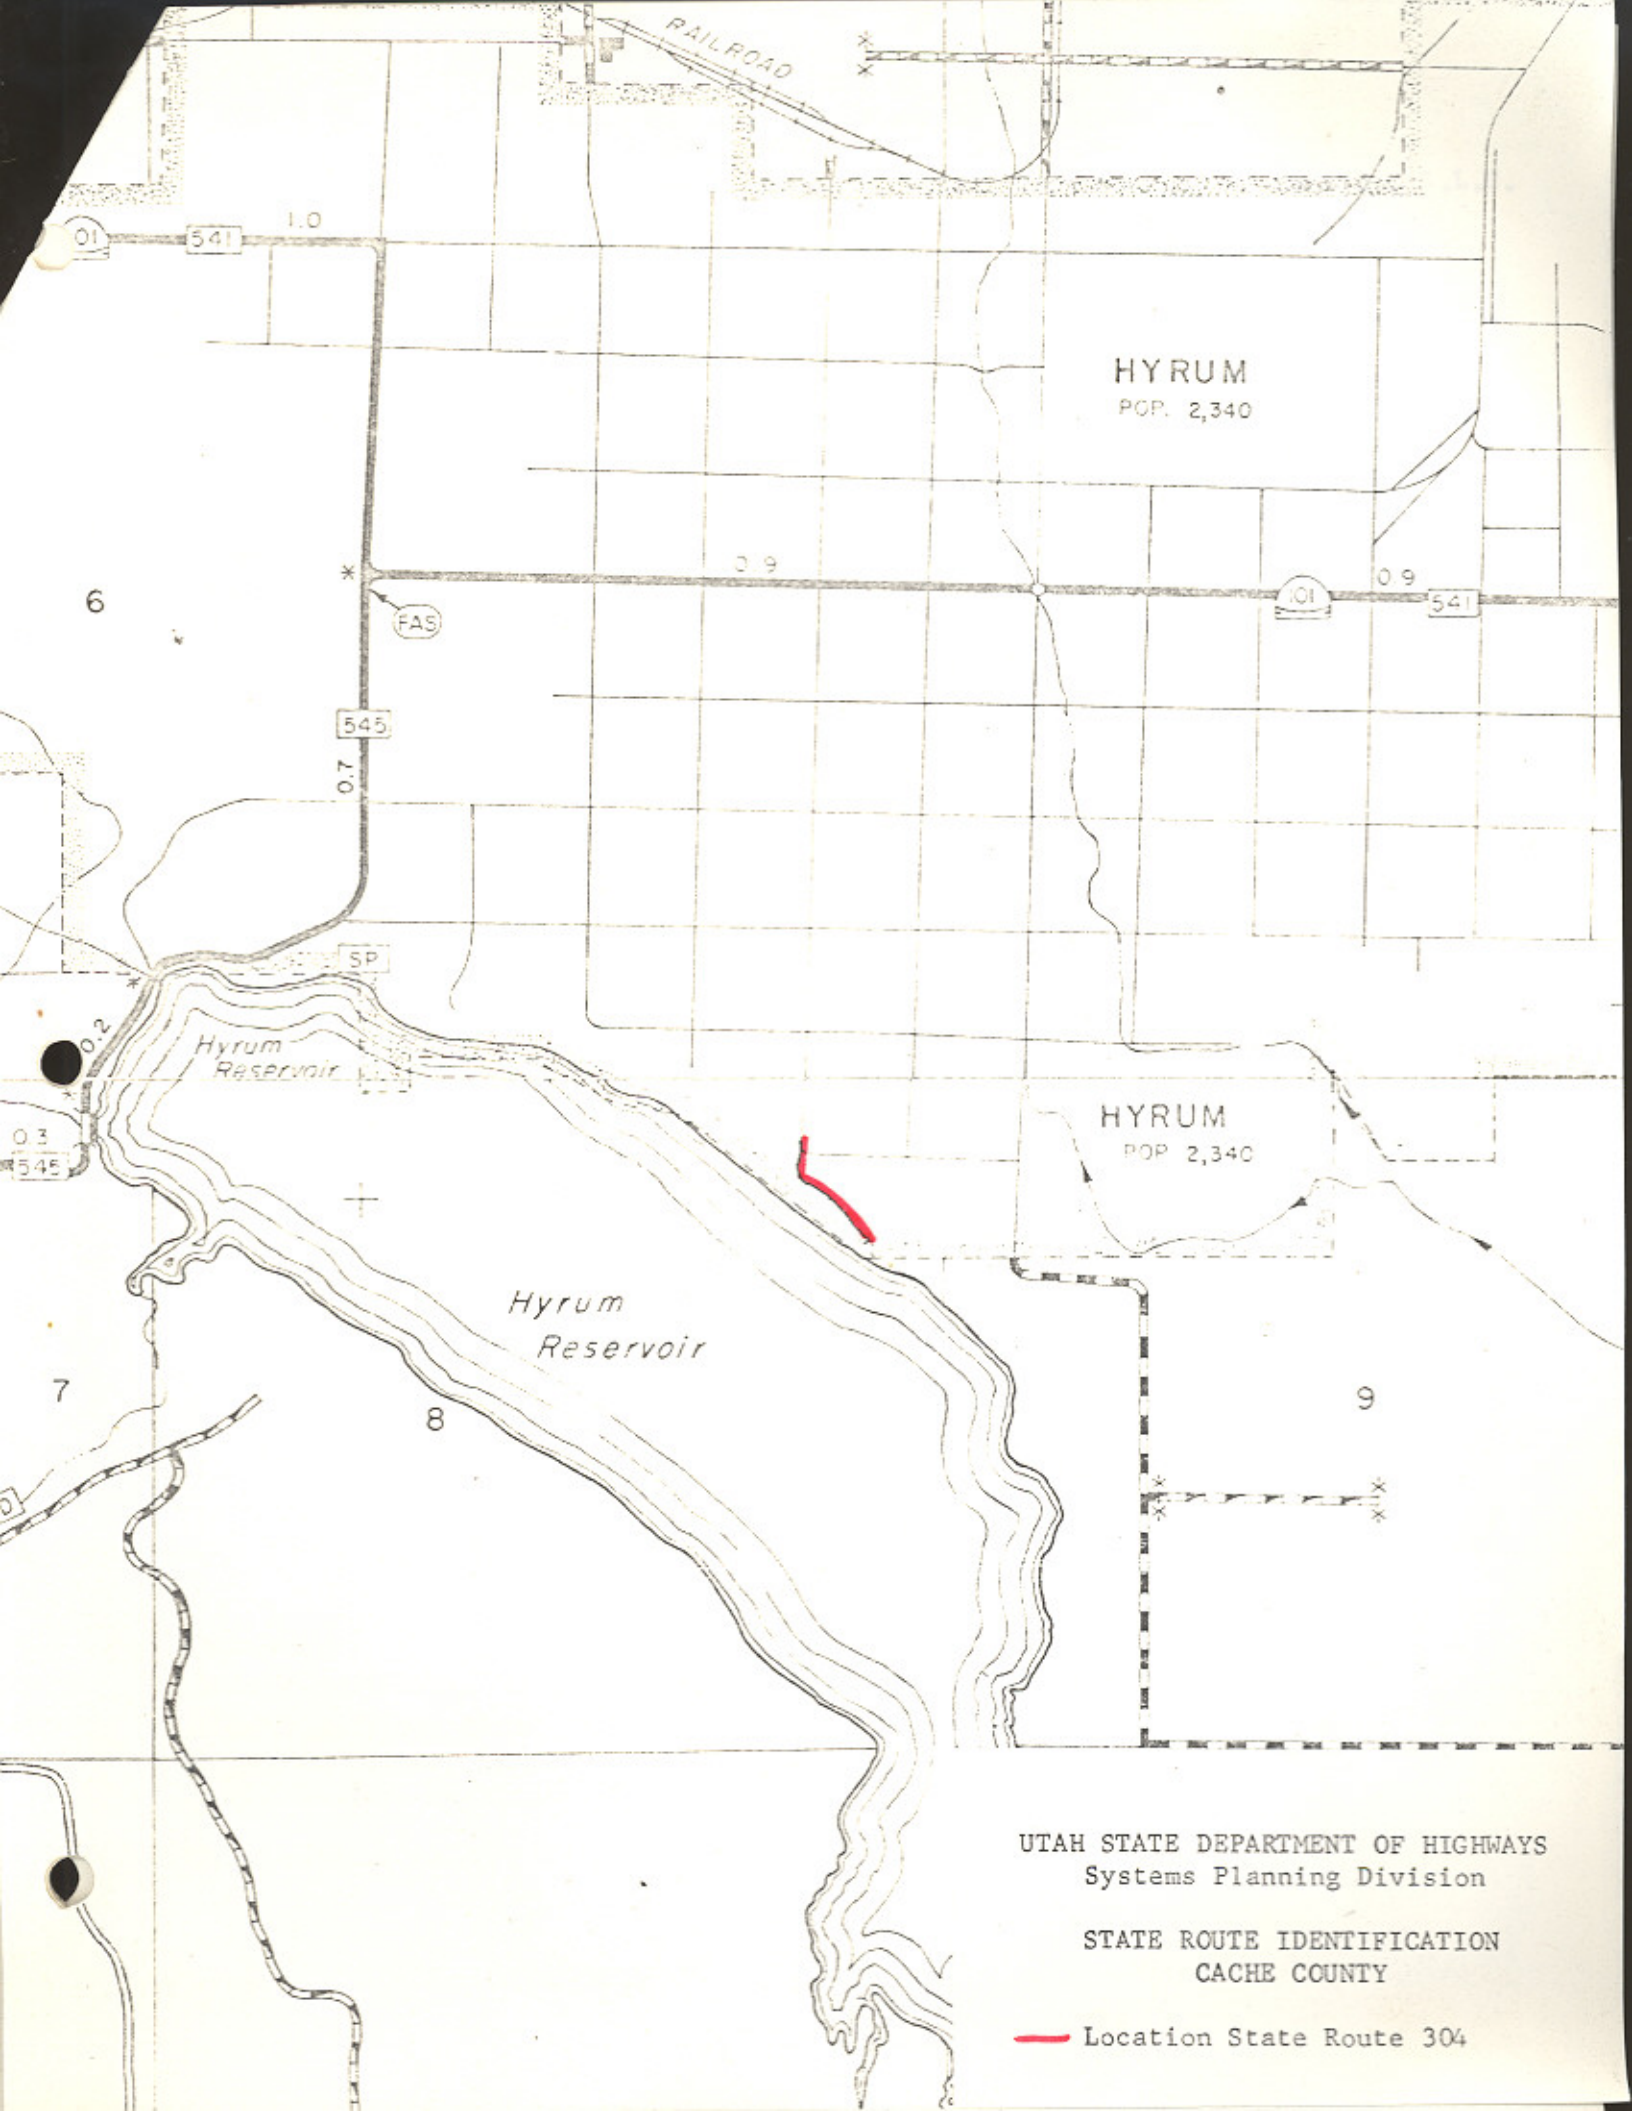 RAILROAD
01
541
1.0
HYRUM
POP. 2,340
0.9
6
FAS
101
0.9
541
545
0.7
SP
0.2
Hyrum
Reservoir
0.3
545
HYRUM
POP 2,340
Hyrum
Reservoir
7
8
9
D
UTAH STATE DEPARTMENT OF HIGHWAYS
Systems Planning Division
STATE ROUTE IDENTIFICATION
CACHE COUNTY
Location State Route 304